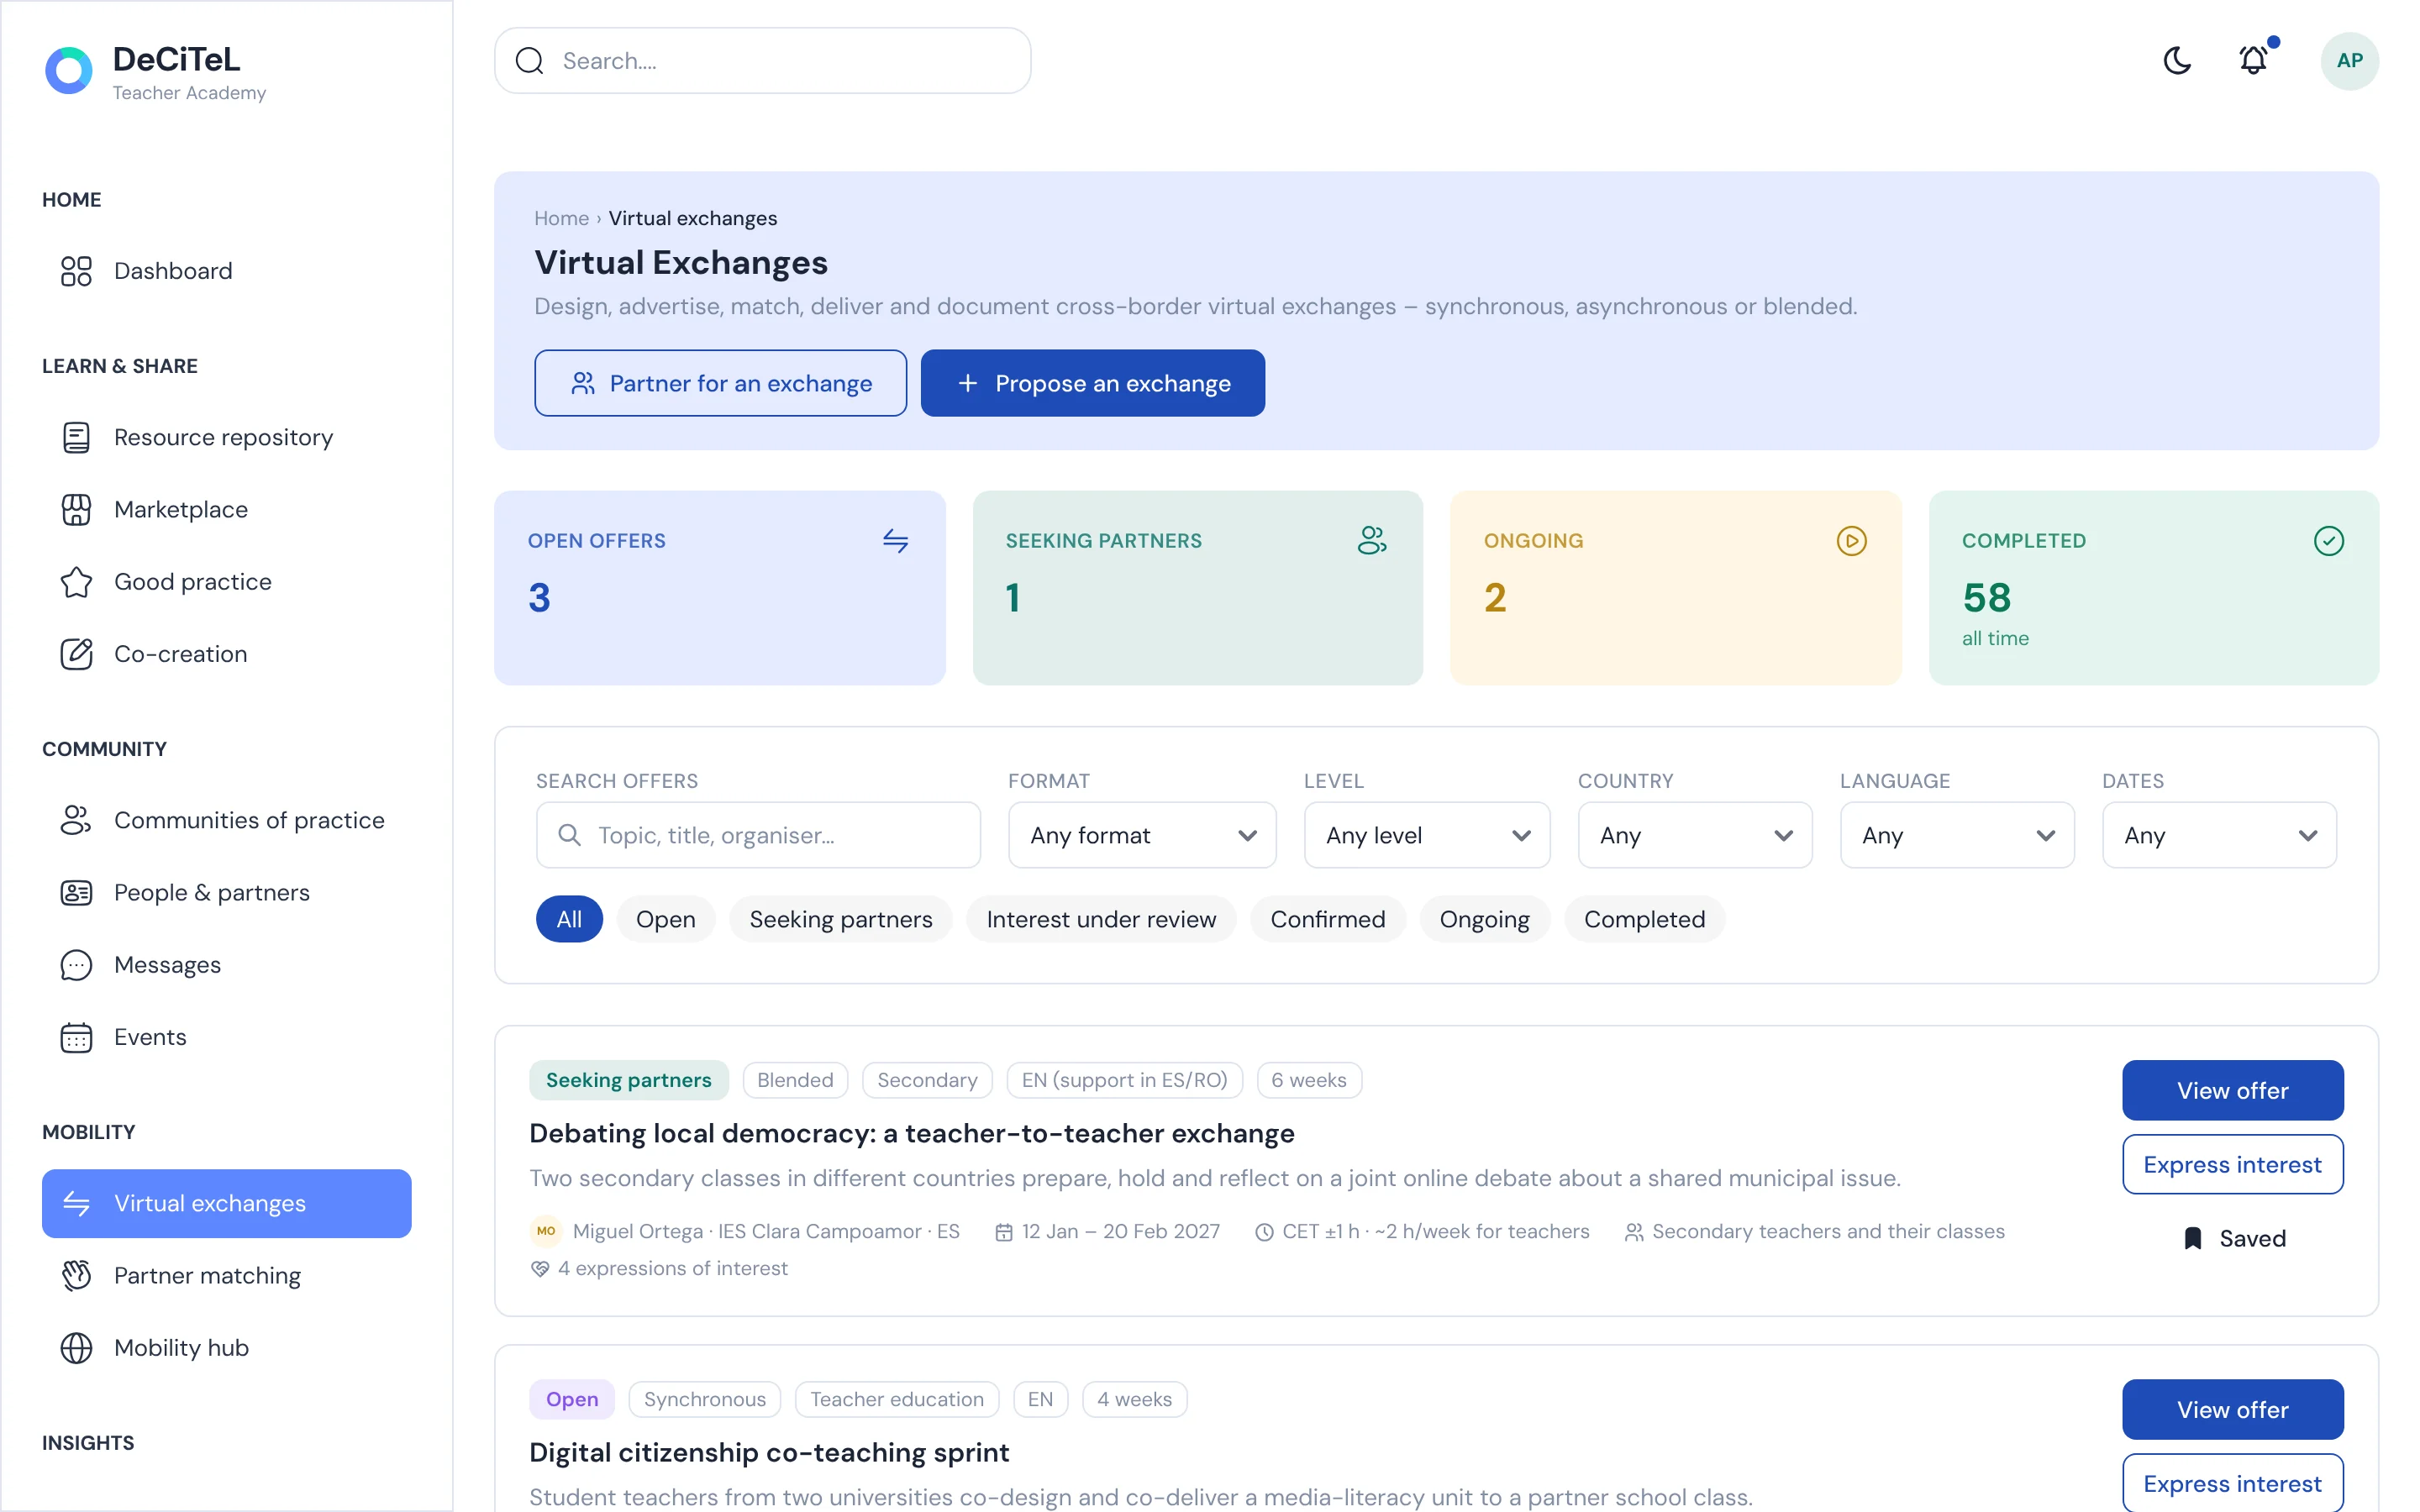 DeCiTeL
Teacher Academy
HOME
Dashboard
LEARN & SHARE
Resource repository
Marketplace
Good practice
Co-creation
COMMUNITY
Communities of practice
People & partners
Messages
Events
MOBILITY
Virtual exchanges
Partner matching
Mobility hub
INSIGHTS
Search....
AP
Home › Virtual exchanges
Virtual Exchanges
Design, advertise, match, deliver and document cross-border virtual exchanges – synchronous, asynchronous or blended.
Partner for an exchange
Propose an exchange
OPEN OFFERS
3
SEEKING PARTNERS
1
ONGOING
2
COMPLETED
58
all time
SEARCH OFFERS
Topic, title, organiser...
FORMAT
Any format
LEVEL
Any level
COUNTRY
Any
LANGUAGE
Any
DATES
Any
All Open Seeking partners Interest under review Confirmed Ongoing Completed
Seeking partners Blended Secondary EN (support in ES/RO) 6 weeks
Debating local democracy: a teacher-to-teacher exchange
Two secondary classes in different countries prepare, hold and reflect on a joint online debate about a shared municipal issue.
MO Miguel Ortega · IES Clara Campoamor · ES 12 Jan – 20 Feb 2027 CET ±1 h · ~2 h/week for teachers Secondary teachers and their classes
4 expressions of interest
View offer
Express interest
Saved
Open Synchronous Teacher education EN 4 weeks
Digital citizenship co-teaching sprint
Student teachers from two universities co-design and co-deliver a media-literacy unit to a partner school class.
View offer
Express interest